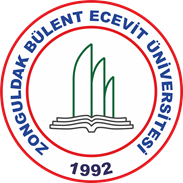 ZONGULDAK BÜLENT ECEVİT ÜNİVERSİTESİ
1992